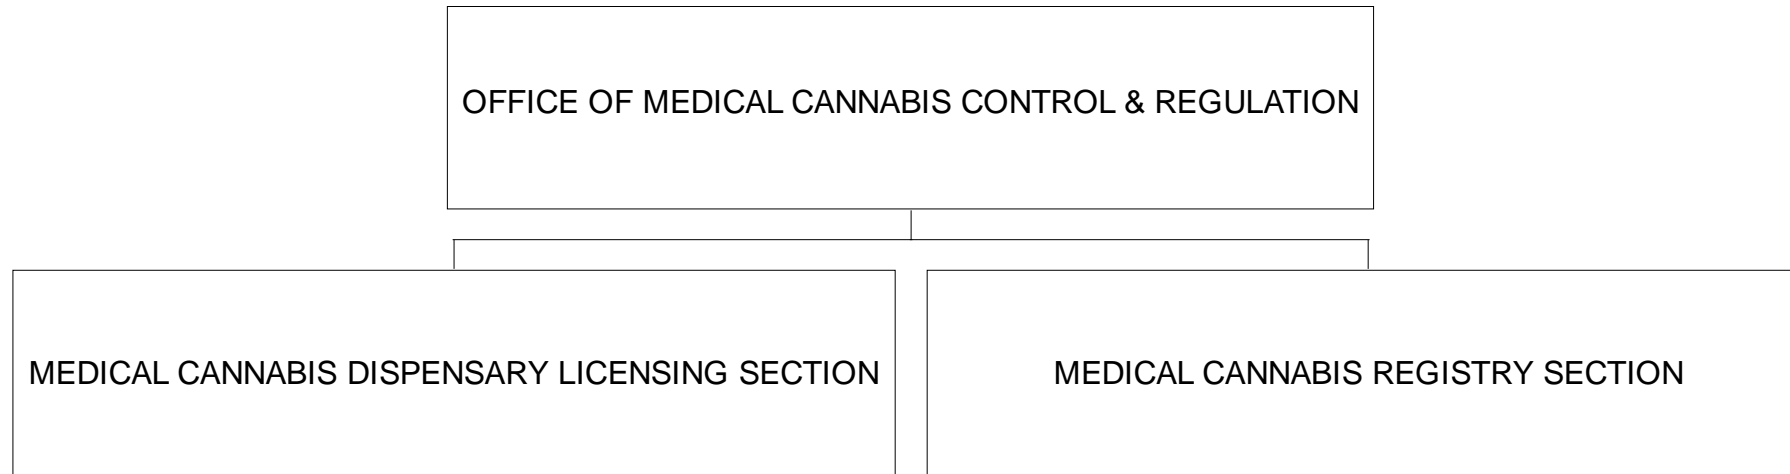 OFFICE OF MEDICAL CANNABIS CONTROL & REGULATION
MEDICAL CANNABIS DISPENSARY LICENSING SECTION
MEDICAL CANNABIS REGISTRY SECTION